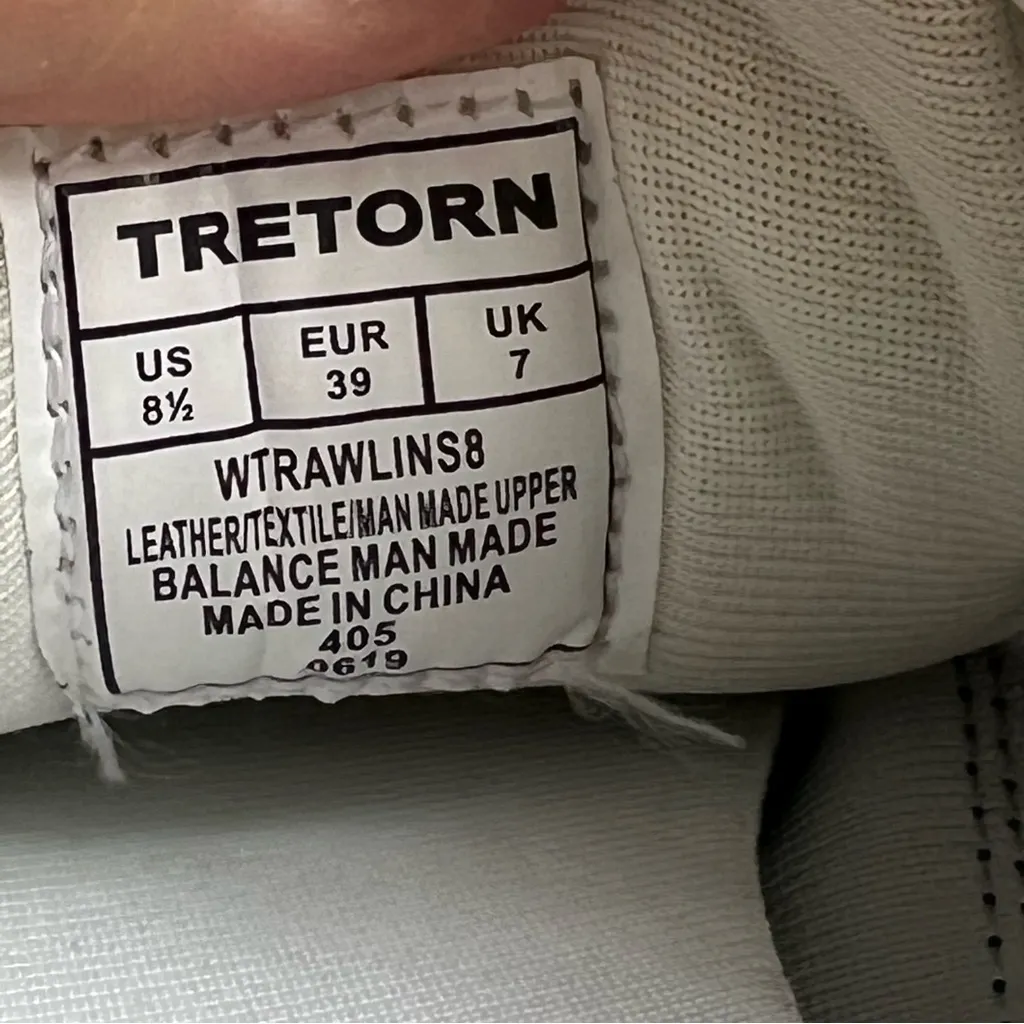 TRETORN
US EUR UK
8½ 39 7
WTRAWLINS8
LEATHER/TEXTILE/MAN MADE UPPER
BALANCE MAN MADE
MADE IN CHINA
405
0619